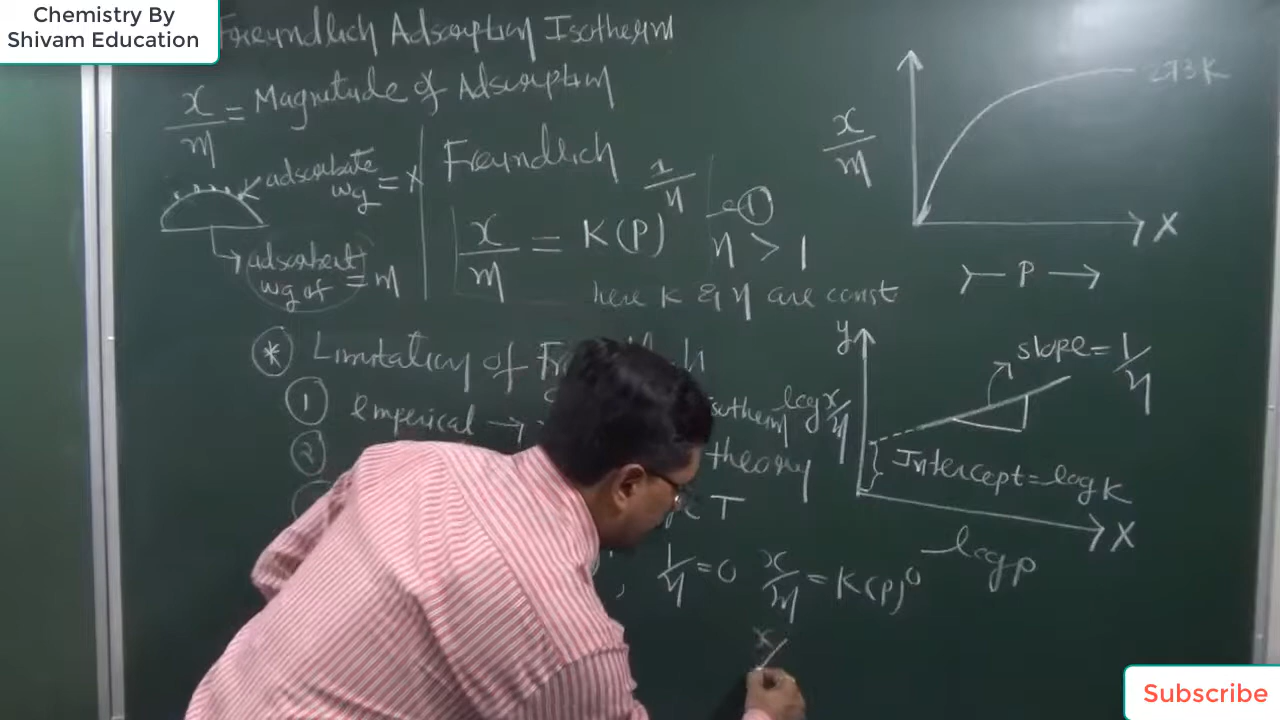 Chemistry By
Shivam Education
Freundlich Adsorption Isotherm
x/m = Magnitude of Adsorption
adsorbate
wg = x
adsorbent
wg of = m
Freundlich
x/m = K(P)^1/n —①
n > 1
here K & n are const
* Limitation of
① emperical →
isotherm
②
theory
T
1/n = 0 x/m = K(P)^0
x/
x/m
273K
X
P
y
log x/m
slope = 1/n
Intercept = log K
X
log p
Subscribe